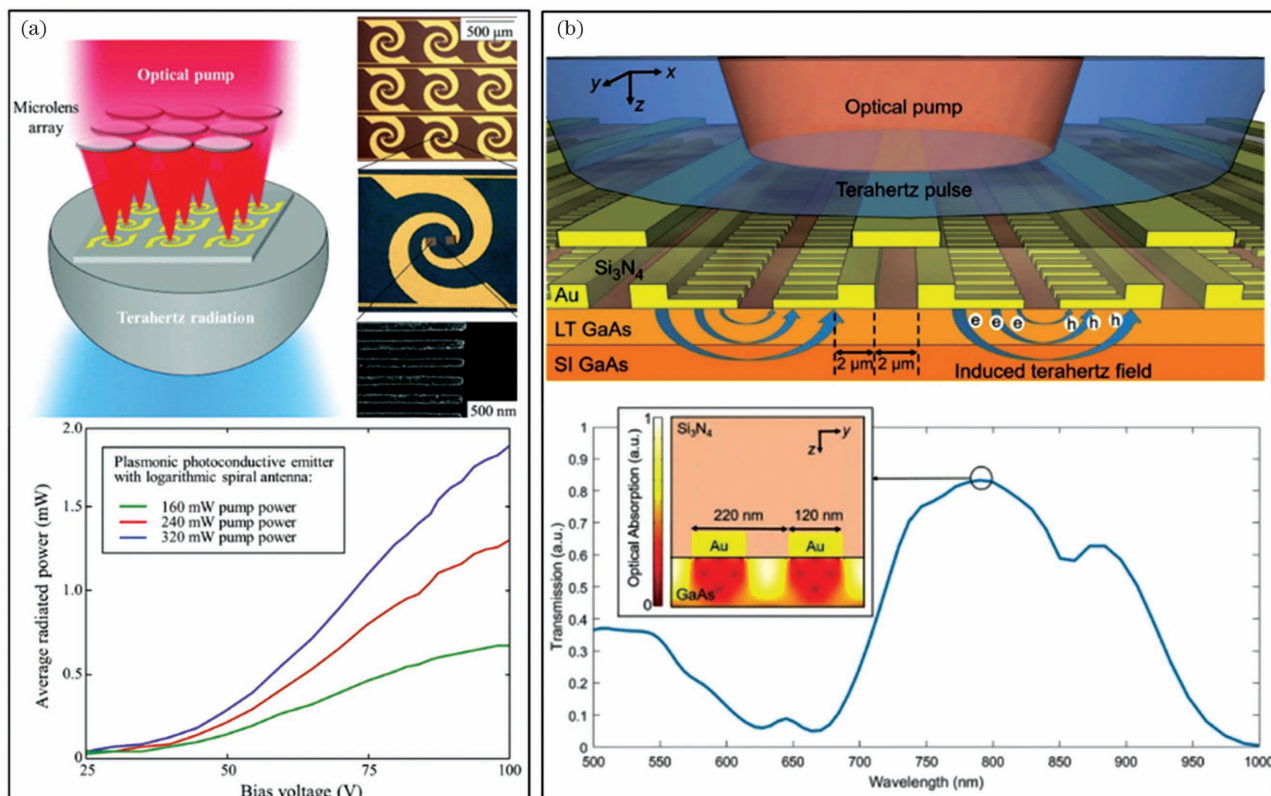 (a)
500 μm
Optical pump
Microlens
array
Terahertz radiation
500 nm
2.0
1.5
1.0
0.5
0
Average radiated power (mW)
Plasmonic photoconductive emitter
with logarithmic spiral antenna:
160 mW pump power
240 mW pump power
320 mW pump power
25
50
75
100
Bias voltage (V)
(b)
x
y
z
Optical pump
Terahertz pulse
Si3N4
Au
LT GaAs
e e e
h h h
SI GaAs
2 μm
2 μm
Induced terahertz field
1
0.9
0.8
0.7
0.6
0.5
0.4
0.3
0.2
0.1
0
Transmission (a.u.)
1
0
Optical Absorption (a.u.)
Si3N4
y
z
220 nm
120 nm
Au
Au
GaAs
500
550
600
650
700
750
800
850
900
950
1000
Wavelength (nm)